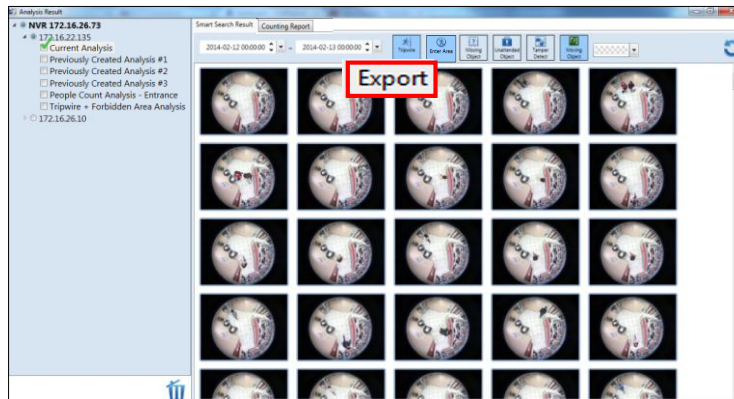 Analysis Result
NVR 172.16.26.73
172.16.22.135
Current Analysis
Previously Created Analysis #1
Previously Created Analysis #2
Previously Created Analysis #3
People Count Analysis - Entrance
Tripwire + Forbidden Area Analysis
172.16.26.10
Smart Search Result
Counting Report
2014-02-12 00:00:00 - 2014-02-13 00:00:00
Tripwire
Enter Area
Missing Object
Unattended Object
Tamper Detect
Moving Object
Export